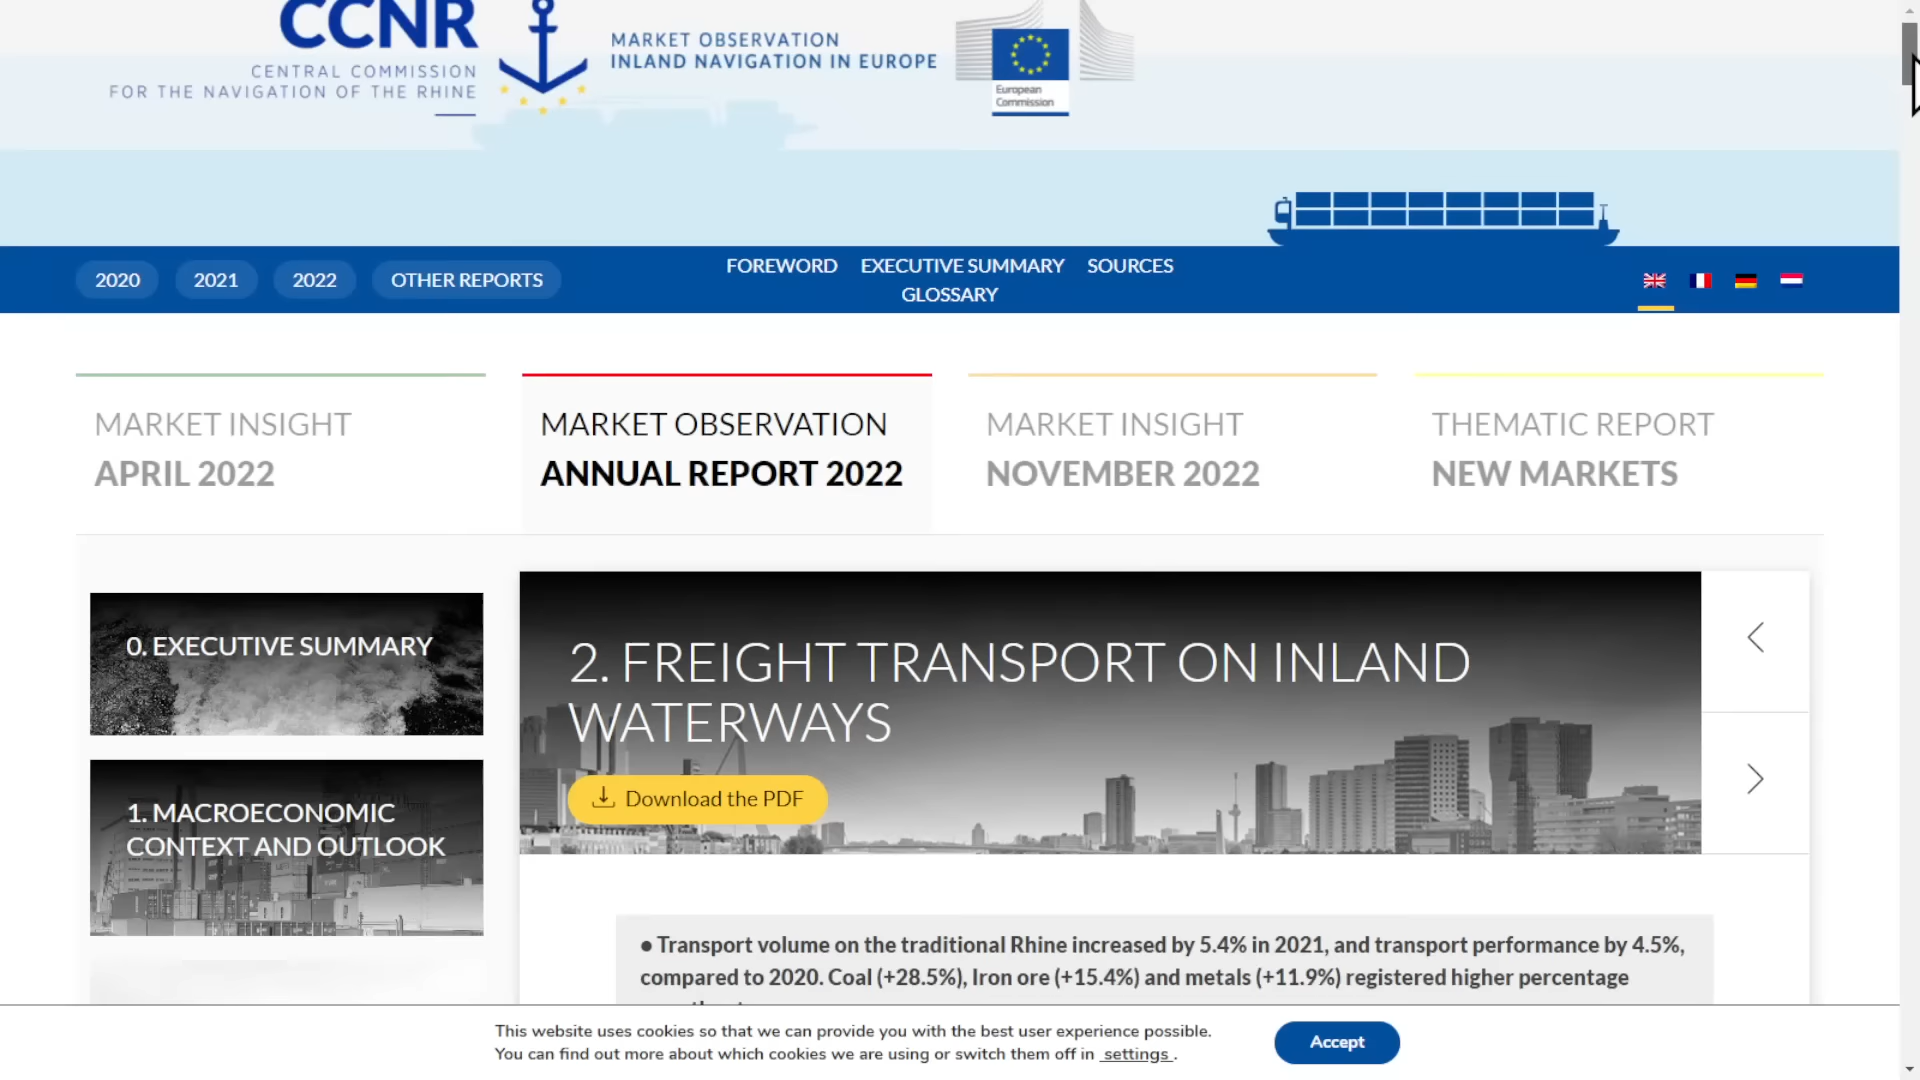 CCNR
CENTRAL COMMISSION
FOR THE NAVIGATION OF THE RHINE
MARKET OBSERVATION
INLAND NAVIGATION IN EUROPE
European
Commission
2020
2021
2022
OTHER REPORTS
FOREWORD
EXECUTIVE SUMMARY
SOURCES
GLOSSARY
MARKET INSIGHT
APRIL 2022
MARKET OBSERVATION
ANNUAL REPORT 2022
MARKET INSIGHT
NOVEMBER 2022
THEMATIC REPORT
NEW MARKETS
0. EXECUTIVE SUMMARY
1. MACROECONOMIC
CONTEXT AND OUTLOOK
2. FREIGHT TRANSPORT ON INLAND
WATERWAYS
Download the PDF
● Transport volume on the traditional Rhine increased by 5.4% in 2021, and transport performance by 4.5%,
compared to 2020. Coal (+28.5%), Iron ore (+15.4%) and metals (+11.9%) registered higher percentage
This website uses cookies so that we can provide you with the best user experience possible.
You can find out more about which cookies we are using or switch them off in settings .
Accept